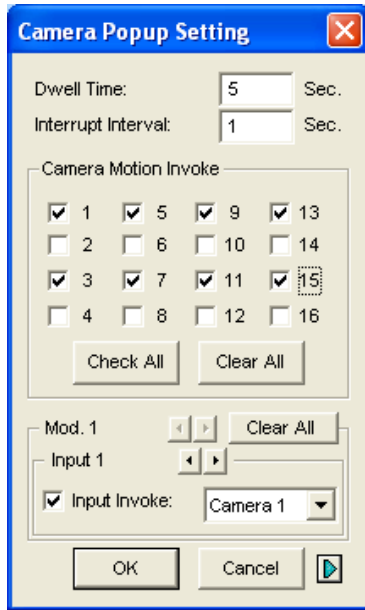 Camera Popup Setting
Dwell Time: 5 Sec.
Interrupt Interval: 1 Sec.
Camera Motion Invoke
1 5 9 13
2 6 10 14
3 7 11 15
4 8 12 16
Check All Clear All
Mod. 1 Clear All
Input 1
Input Invoke: Camera 1
OK Cancel